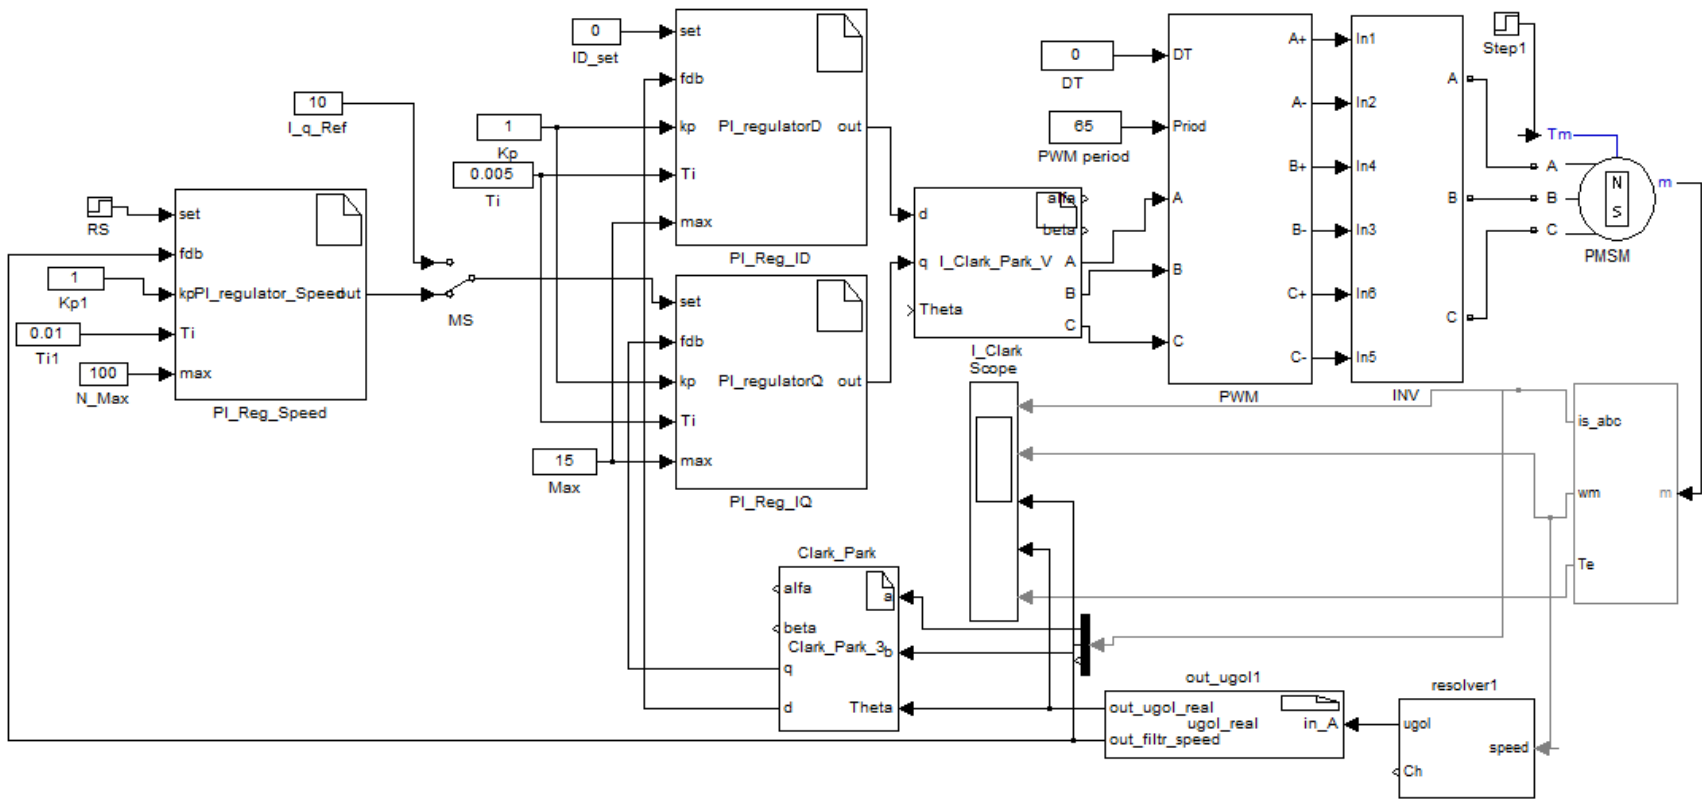 RS
set
fdb
1
Kp1
kp
PI_regulator_Speed
out
0.01
Ti1
Ti
100
N_Max
max
PI_Reg_Speed
10
I_q_Ref
MS
0
ID_set
set
fdb
1
Kp
kp
PI_regulatorD
out
0.005
Ti
Ti
max
PI_Reg_ID
set
fdb
kp
PI_regulatorQ
out
Ti
15
Max
max
PI_Reg_IQ
d
q
Theta
alfa
beta
I_Clark_Park_V
A
B
C
I_Clark
0
DT
65
PWM period
DT
Priod
A
B
C
A+
A-
B+
B-
C+
C-
PWM
In1
In2
In4
In3
In6
In5
A
B
C
INV
Step1
Tm
A
B
C
N
S
m
PMSM
Scope
is_abc
wm
Te
m
Clark_Park
alfa
beta
Clark_Park_3
q
d
a
b
Theta
out_ugol1
out_ugol_real
ugol_real
out_filtr_speed
in_A
resolver1
ugol
speed
Ch